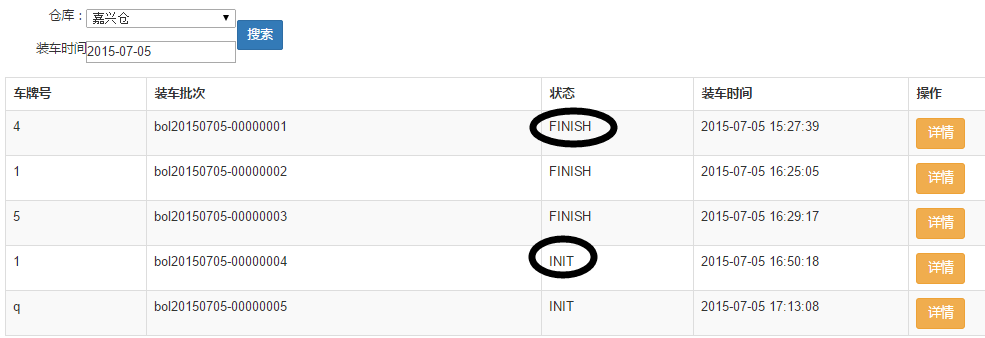 仓库：嘉兴仓
搜索
装车时间2015-07-05
车牌号 装车批次 状态 装车时间 操作
4 bol20150705-00000001 FINISH 2015-07-05 15:27:39 详情
1 bol20150705-00000002 FINISH 2015-07-05 16:25:05 详情
5 bol20150705-00000003 FINISH 2015-07-05 16:29:17 详情
1 bol20150705-00000004 INIT 2015-07-05 16:50:18 详情
q bol20150705-00000005 INIT 2015-07-05 17:13:08 详情